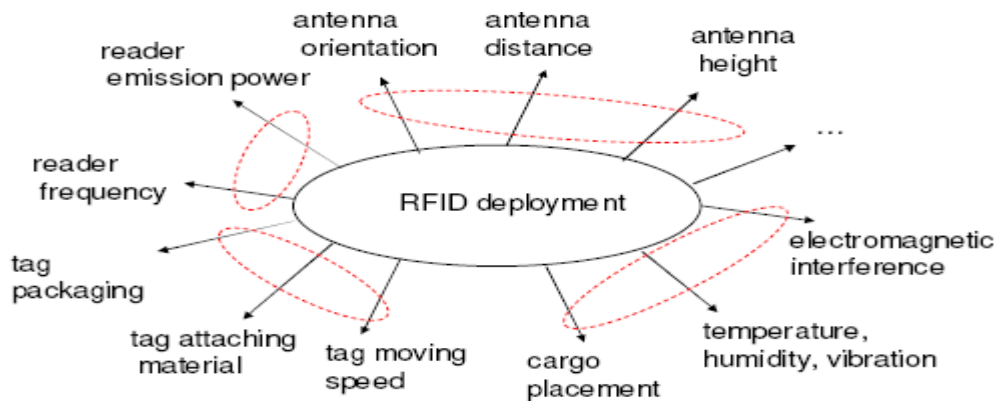 antenna
orientation
antenna
distance
antenna
height
reader
emission power
...
reader
frequency
RFID deployment
electromagnetic
interference
tag
packaging
tag attaching
material
tag moving
speed
cargo
placement
temperature,
humidity, vibration